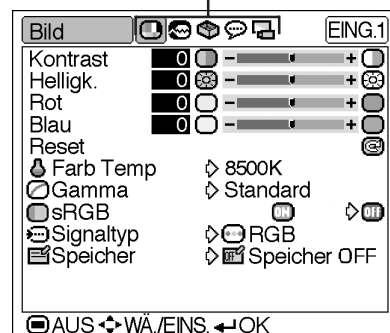 Bild EING.1
Kontrast 0
Helligk. 0
Rot 0
Blau 0
Reset
Farb Temp 8500K
Gamma Standard
sRGB ON OFF
Signaltyp RGB
Speicher OFF Speicher OFF
AUS WÄ./EINS. OK